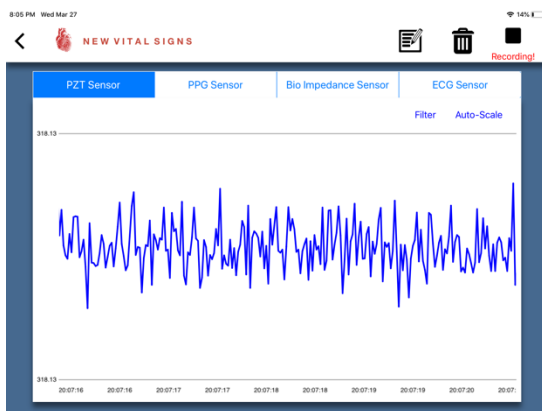 8:05 PM Wed Mar 27 14%
NEW VITAL SIGNS
Recording!
PZT Sensor PPG Sensor Bio Impedance Sensor ECG Sensor
Filter Auto-Scale
318.13
318.13
20:07:16 20:07:16 20:07:17 20:07:17 20:07:18 20:07:18 20:07:19 20:07:19 20:07:20 20:07: